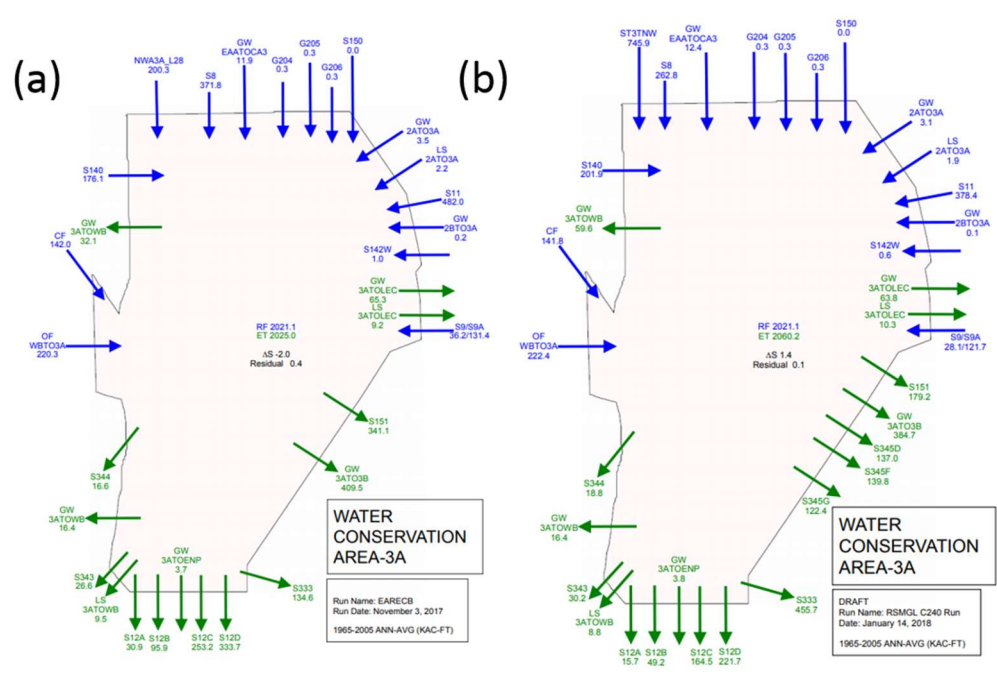 (a)
NWA3A_L28
200.3
S8
371.8
GW
EAATOCA3
11.9
G204
0.3
G205
0.3
G206
0.3
S150
0.0
GW
2ATO3A
3.5
LS
2ATO3A
2.2
S140
176.1
S11
482.0
GW
2BTO3A
0.2
GW
3ATOWB
32.1
CF
142.0
S142W
1.0
GW
3ATOLEC
65.3
LS
3ATOLEC
9.2
S9/S9A
36.2/131.4
OF
WBTO3A
220.3
RF 2021.1
ET 2025.0
ΔS -2.0
Residual 0.4
S151
341.1
GW
3ATO3B
409.5
S344
16.6
GW
3ATOWB
16.4
S343
26.6
LS
3ATOWB
9.5
GW
3ATOENP
3.7
S333
134.6
S12A
30.9
S12B
95.9
S12C
253.2
S12D
333.7
WATER
CONSERVATION
AREA-3A
Run Name: EARECB
Run Date: November 3, 2017
1965-2005 ANN-AVG (KAC-FT)
(b)
ST3TNW
745.9
S8
262.8
GW
EAATOCA3
12.4
G204
0.3
G205
0.3
G206
0.3
S150
0.0
GW
2ATO3A
3.1
LS
2ATO3A
1.9
S140
201.9
S11
378.4
GW
2BTO3A
0.1
GW
3ATOWB
59.6
CF
141.8
S142W
0.6
GW
3ATOLEC
63.8
LS
3ATOLEC
10.3
S9/S9A
28.1/121.7
OF
WBTO3A
222.4
RF 2021.1
ET 2060.2
ΔS 1.4
Residual 0.1
S151
179.2
GW
3ATO3B
384.7
S345D
137.0
S345F
139.8
S345G
122.4
S344
18.8
GW
3ATOWB
16.4
S343
30.2
LS
3ATOWB
8.8
GW
3ATOENP
3.8
S333
455.7
S12A
15.7
S12B
49.2
S12C
164.5
S12D
221.7
WATER
CONSERVATION
AREA-3A
DRAFT
Run Name: RSMGL C240 Run
Date: January 14, 2018
1965-2005 ANN-AVG (KAC-FT)